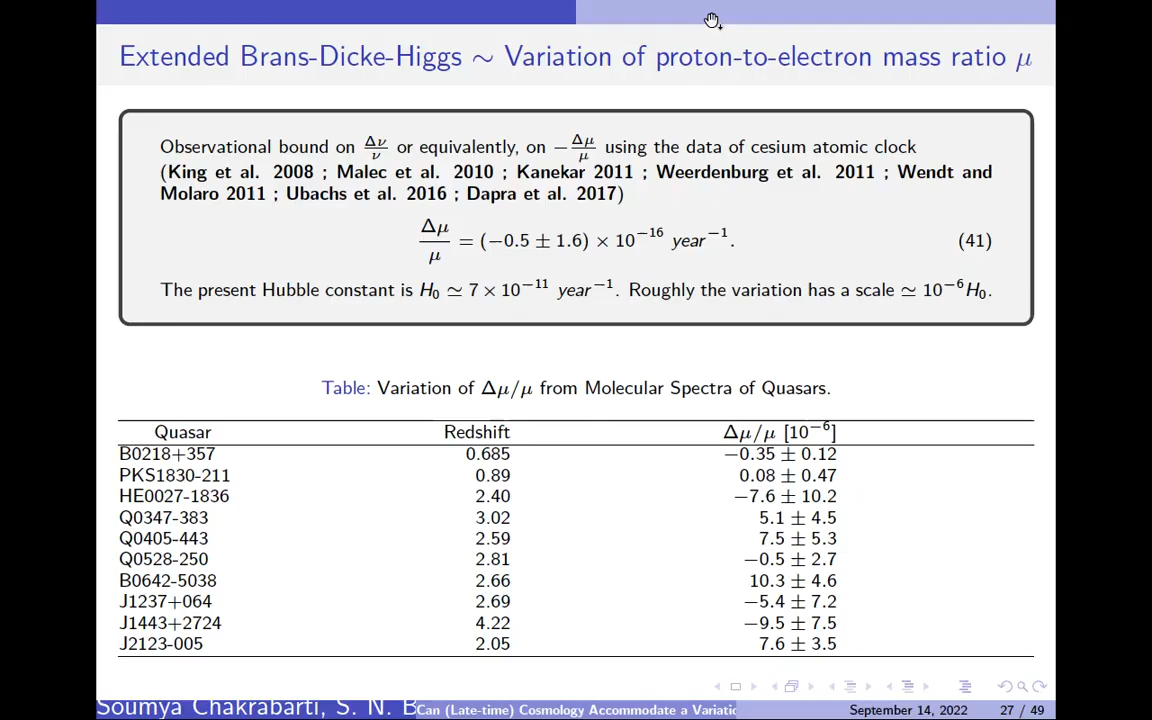 Extended Brans-Dicke-Higgs ∼ Variation of proton-to-electron mass ratio μ
Observational bound on Δν/ν or equivalently, on −Δμ/μ using the data of cesium atomic clock
(King et al. 2008 ; Malec et al. 2010 ; Kanekar 2011 ; Weerdenburg et al. 2011 ; Wendt and
Molaro 2011 ; Ubachs et al. 2016 ; Dapra et al. 2017)
Δμ/μ = (−0.5 ± 1.6) × 10⁻¹⁶ year⁻¹. (41)
The present Hubble constant is H₀ ≃ 7 × 10⁻¹¹ year⁻¹. Roughly the variation has a scale ≃ 10⁻⁶H₀.
Table: Variation of Δμ/μ from Molecular Spectra of Quasars.
Quasar Redshift Δμ/μ [10⁻⁶]
B0218+357 0.685 −0.35 ± 0.12
PKS1830-211 0.89 0.08 ± 0.47
HE0027-1836 2.40 −7.6 ± 10.2
Q0347-383 3.02 5.1 ± 4.5
Q0405-443 2.59 7.5 ± 5.3
Q0528-250 2.81 −0.5 ± 2.7
B0642-5038 2.66 10.3 ± 4.6
J1237+064 2.69 −5.4 ± 7.2
J1443+2724 4.22 −9.5 ± 7.5
J2123-005 2.05 7.6 ± 3.5
Soumya Chakrabarti, S. N. B Can (Late-time) Cosmology Accommodate a Variatio September 14, 2022 27 / 49